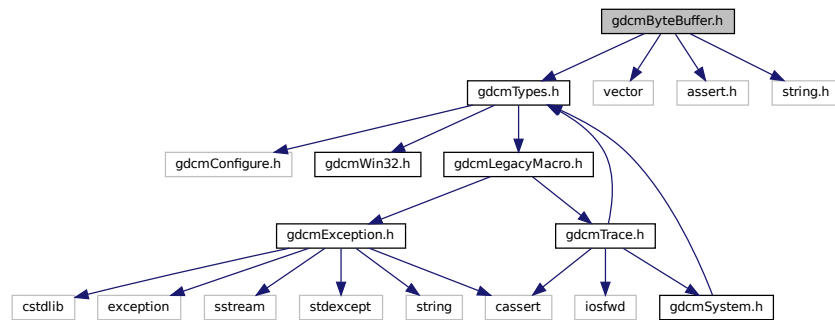 gdcmByteBuffer.h
gdcmTypes.h
vector
assert.h
string.h
gdcmConfigure.h
gdcmWin32.h
gdcmLegacyMacro.h
gdcmException.h
gdcmTrace.h
cstdlib
exception
sstream
stdexcept
string
cassert
iosfwd
gdcmSystem.h